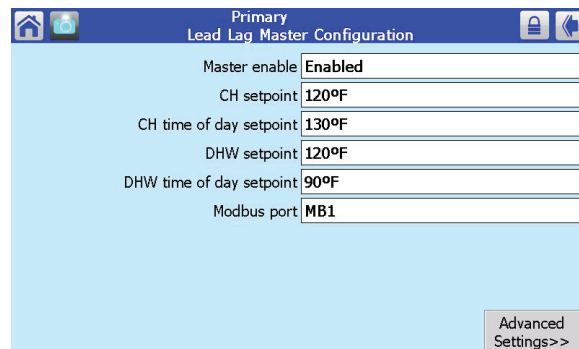 Primary
Lead Lag Master Configuration
Master enable Enabled
CH setpoint 120ºF
CH time of day setpoint 130ºF
DHW setpoint 120ºF
DHW time of day setpoint 90ºF
Modbus port MB1
Advanced
Settings>>